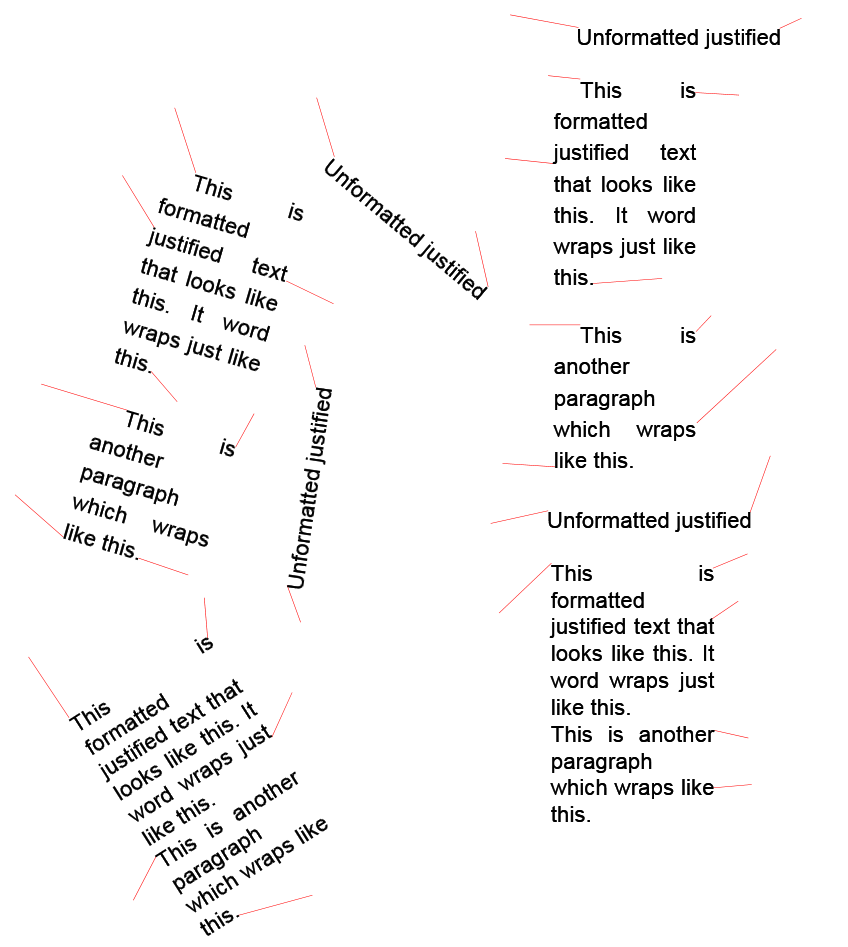 Unformatted justified
This is
formatted
justified text
that looks like
this. It word
wraps just like
this.
This is
another
paragraph
which wraps
like this.
Unformatted justified
This is
formatted
justified text that
looks like this. It
word wraps just
like this.
This is another
paragraph
which wraps like
this.
Unformatted justified
This is
formatted
justified text
that looks like
this. It word
wraps just like
this.
This is
another
paragraph
which wraps
like this.
Unformatted justified
This is
formatted
justified text that
looks like this. It
word wraps just
like this.
This is another
paragraph
which wraps like
this.